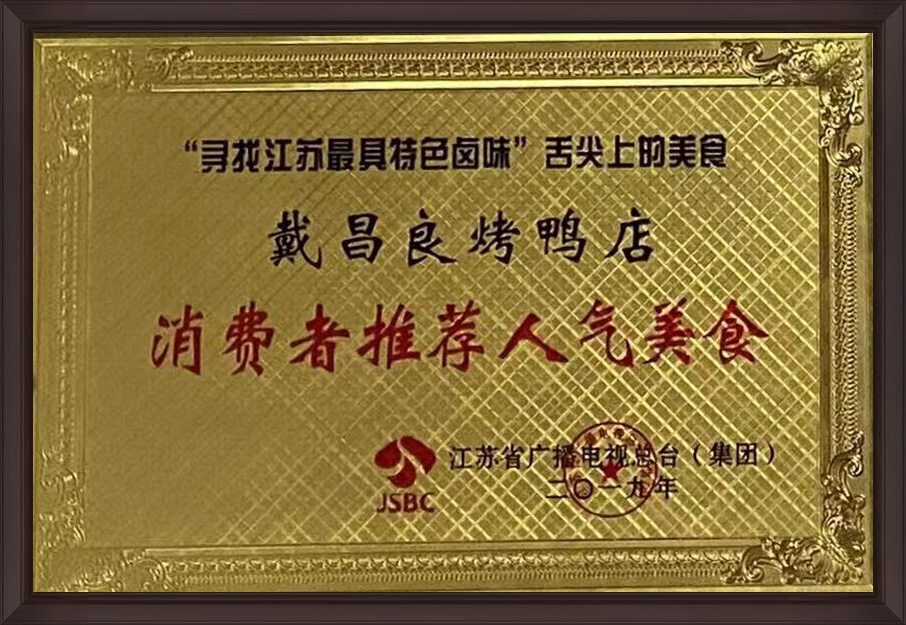 “寻找江苏最具特色卤味”舌尖上的美食
戴昌良烤鸭店
消费者推荐人气美食
JSBC
江苏省广播电视总台（集团）
二〇一九年